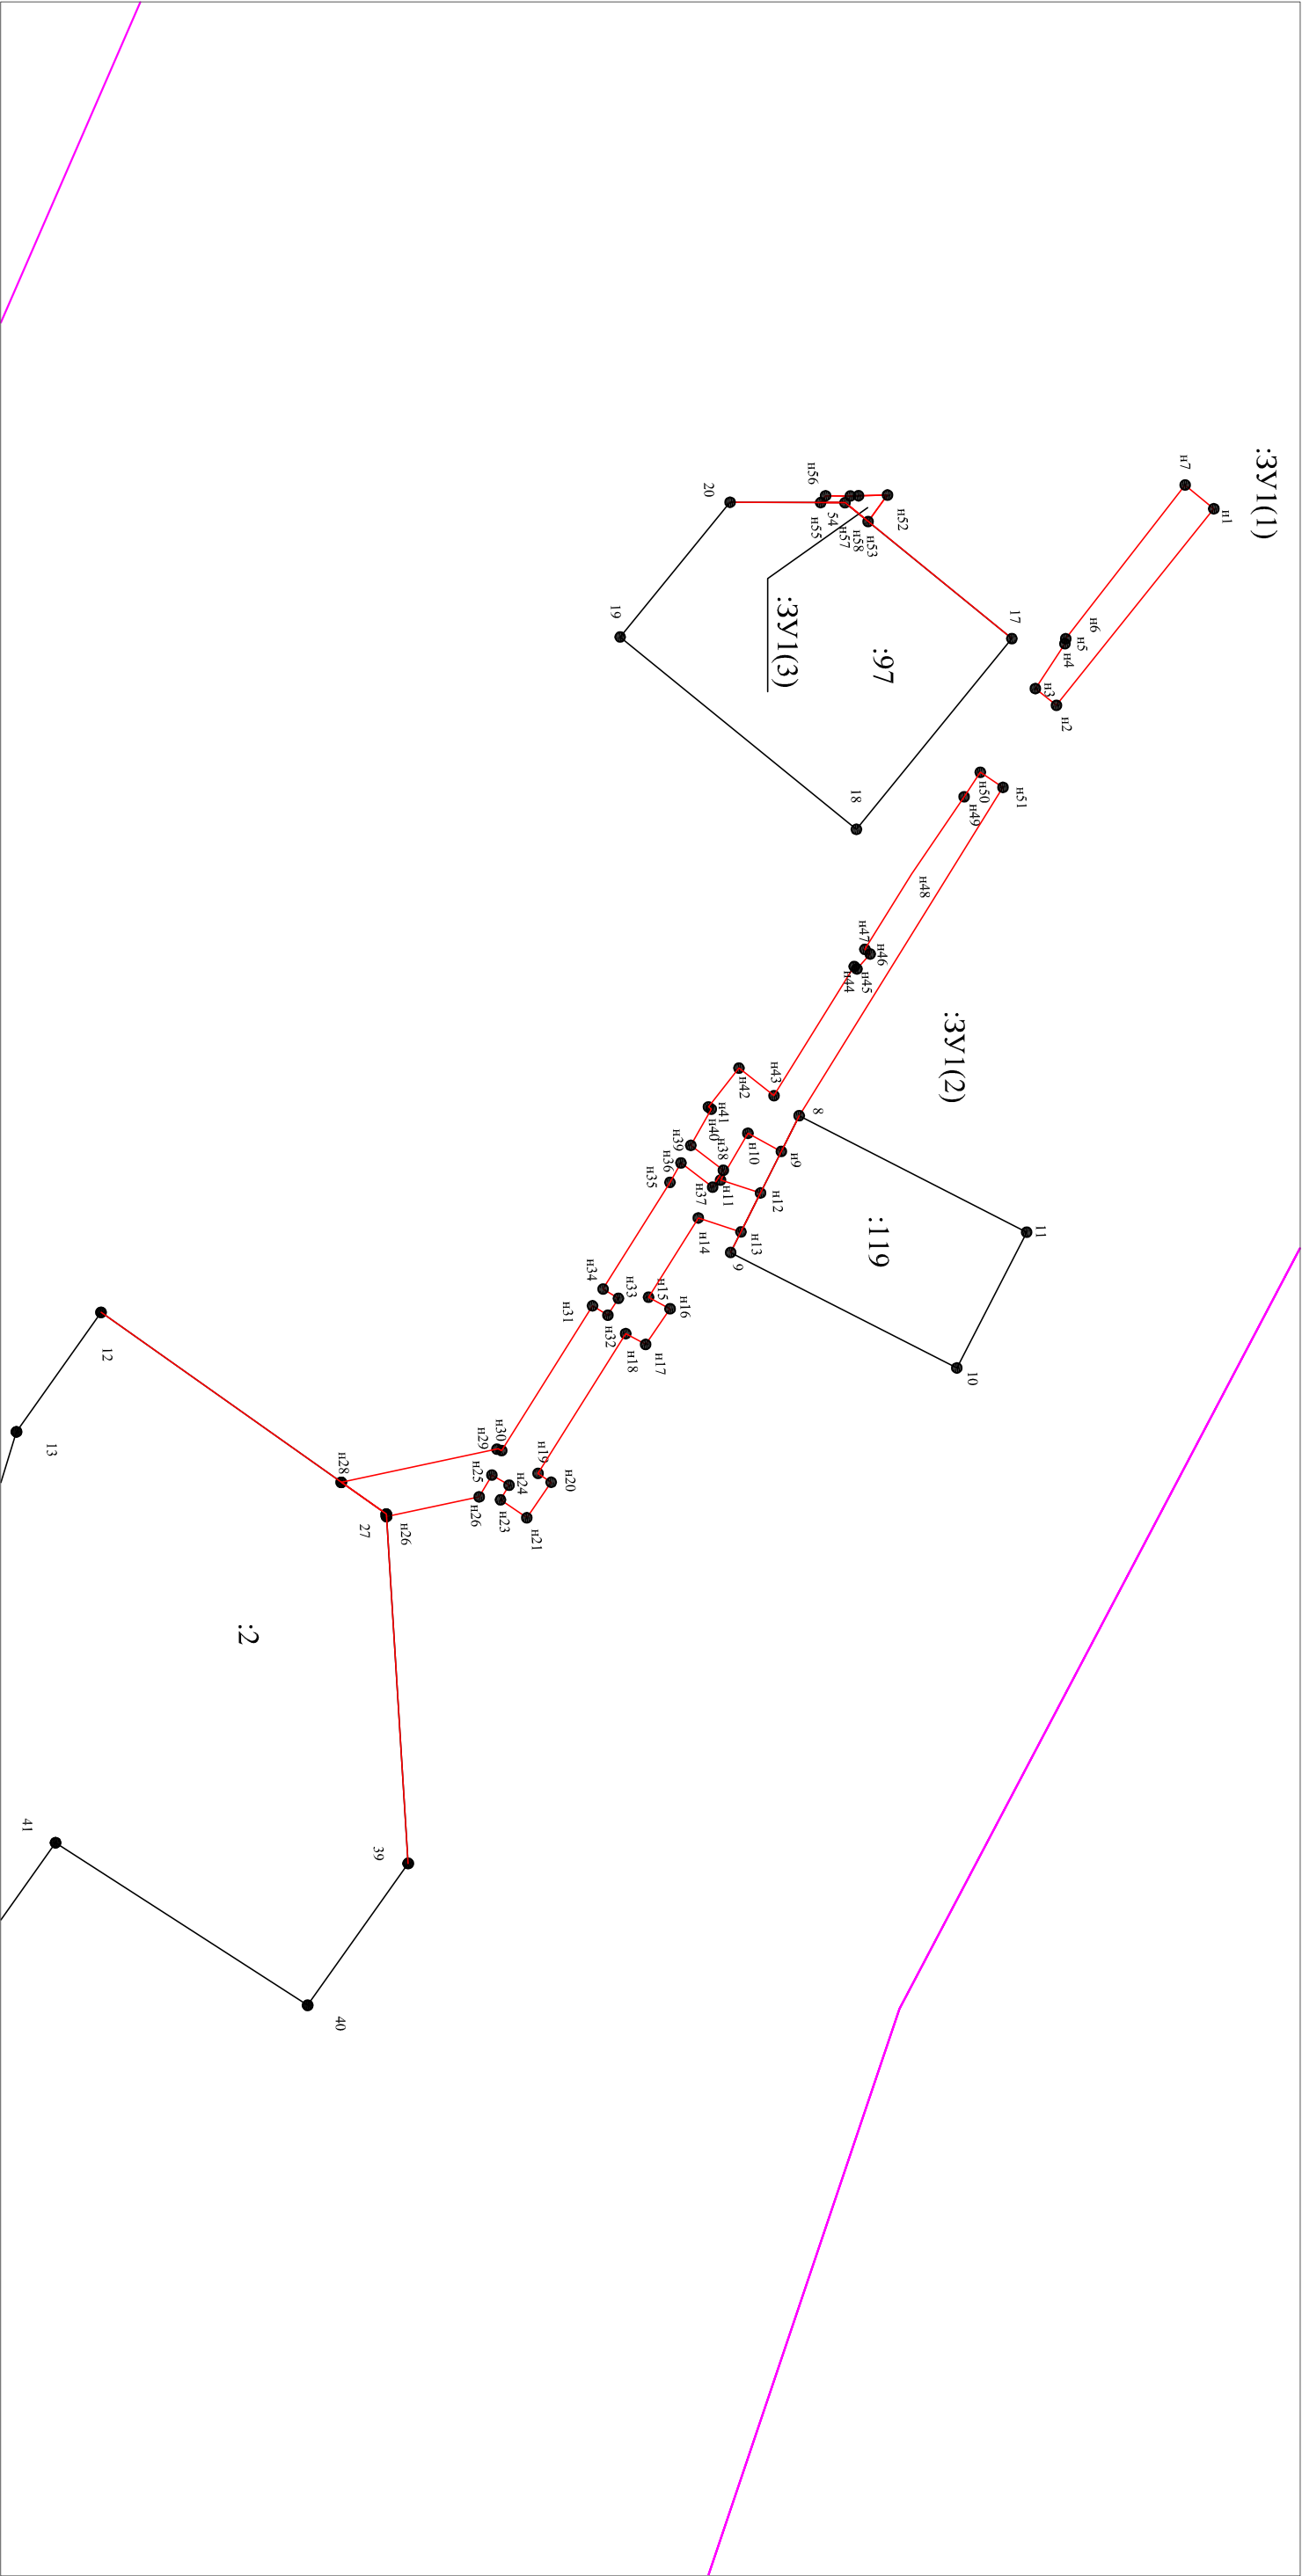 :ЗУ1(1)
н7
н1
н6
н5
н4
н3
н2
н56
20
н52
54
н55
н57
н58
н53
19
17
:ЗУ1(3)
:97
18
н50
н51
н49
н48
н47
н46
н45
н44
:ЗУ1(2)
н43
н42
8
н41
н40
н39
н38
н10
н9
н36
н35
н37
н11
н12
:119
11
н14
н13
9
н34
н33
н15
н16
н31
н32
н18
н17
10
12
13
н30
н29
н28
н19
н20
н25
н24
н26
н23
н21
27
н26
:2
41
39
40